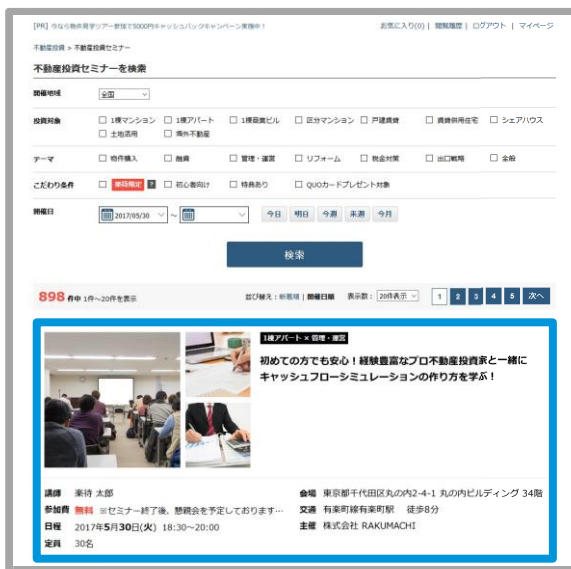 [PR] 今なら物件見学ツアー参加で5000円キャッシュバックキャンペーン実施中！
お気に入り(0) | 閲覧履歴 | ログアウト | マイページ
不動産投資 > 不動産投資セミナー
不動産投資セミナーを検索
開催地域 全国
投資対象 1棟マンション 1棟アパート 1棟商業ビル 区分マンション 戸建賃貸 賃貸併用住宅 シェアハウス
土地活用 海外不動産
テーマ 物件購入 融資 管理・運営 リフォーム 税金対策 出口戦略 全般
こだわり条件 楽待限定 ? 初心者向け 特典あり QUOカードプレゼント対象
開催日 2017/05/30 ～ 今日 明日 今週 来週 今月
検索
898 件中 1件～20件を表示 並び替え：新着順 | 開催日順 表示数： 20件表示 1 2 3 4 5 次へ
1棟アパート × 管理・運営
初めての方でも安心！経験豊富なプロ不動産投資家と一緒に
キャッシュフローシミュレーションの作り方を学ぶ！
講師 楽待 太郎
参加費 無料 ※セミナー終了後、懇親会を予定しております…
日程 2017年5月30日(火) 18:30~20:00
定員 30名
会場 東京都千代田区丸の内2-4-1 丸の内ビルディング 34階
交通 有楽町線有楽町駅 徒歩8分
主催 株式会社 RAKUMACHI